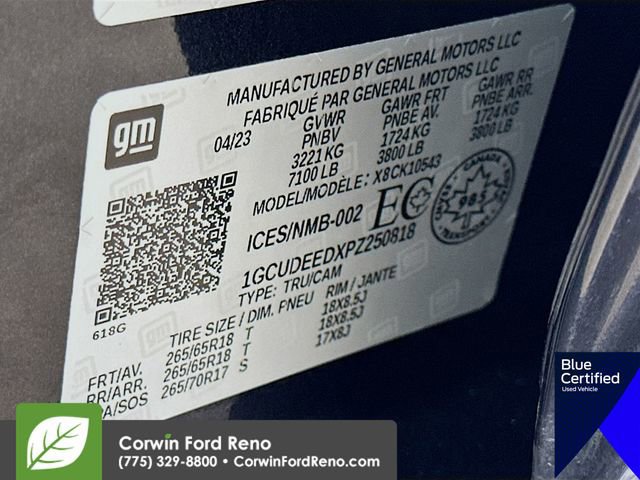 MANUFACTURED BY GENERAL MOTORS LLC
FABRIQUÉ PAR GENERAL MOTORS LLC
gm
04/23
GVWR
PNBV
3221 KG
7100 LB
GAWR FRT
PNBE AV.
1724 KG
3800 LB
GAWR RR
PNBE ARR.
1724 KG
3800 LB
MODEL/MODÈLE: X8CK10543
ICES/NMB-002
EC
CANADA
985
TRANSPORT
1GCUDEEDXPZ250818
TYPE: TRU/CAM
618G
TIRE SIZE / DIM. PNEU RIM / JANTE
FRT/AV. 265/65R18 T 18X8.5J
RR/ARR. 265/65R18 T 18X8.5J
/SOS 265/70R17 S 17X8J
Blue
Certified
Used Vehicle
Corwin Ford Reno
(775) 329-8800 • CorwinFordReno.com